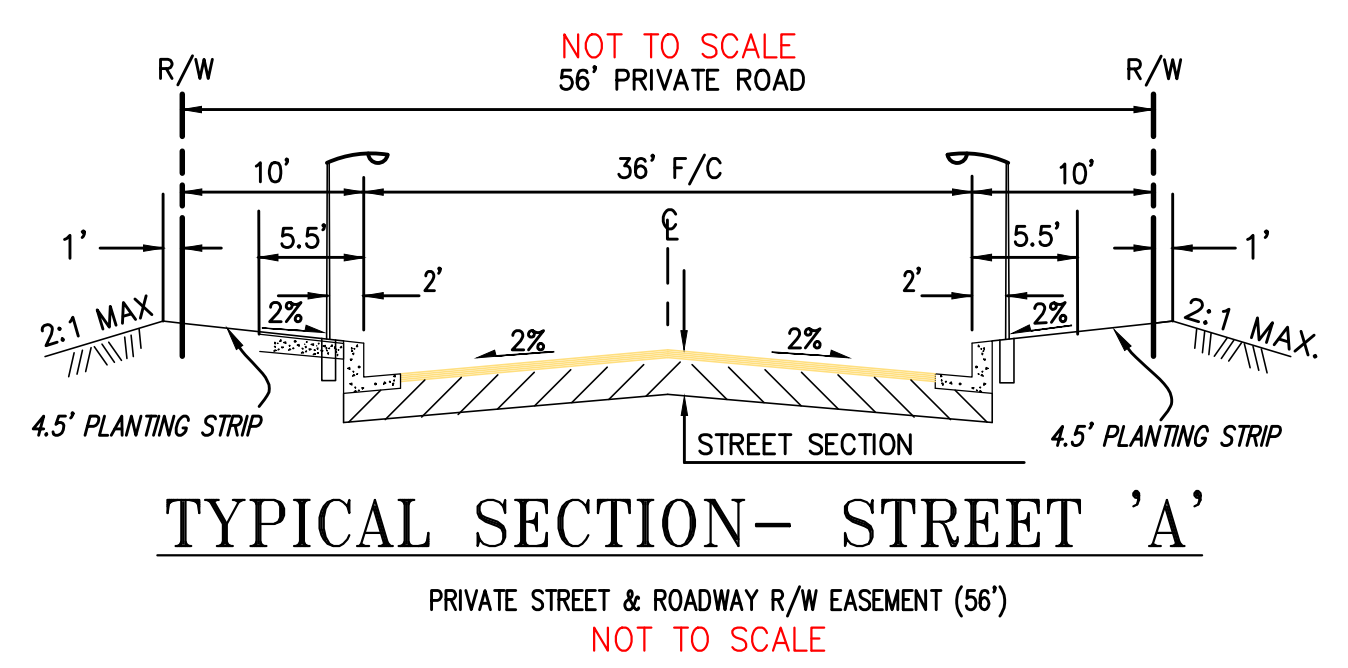 NOT TO SCALE
56' PRIVATE ROAD
R/W
R/W
10'
36' F/C
10'
℄
1'
5.5'
5.5'
1'
2'
2'
2:1 MAX
2%
2%
2%
2%
2:1 MAX.
4.5' PLANTING STRIP
4.5' PLANTING STRIP
STREET SECTION
TYPICAL SECTION- STREET 'A'
PRIVATE STREET & ROADWAY R/W EASEMENT (56')
NOT TO SCALE